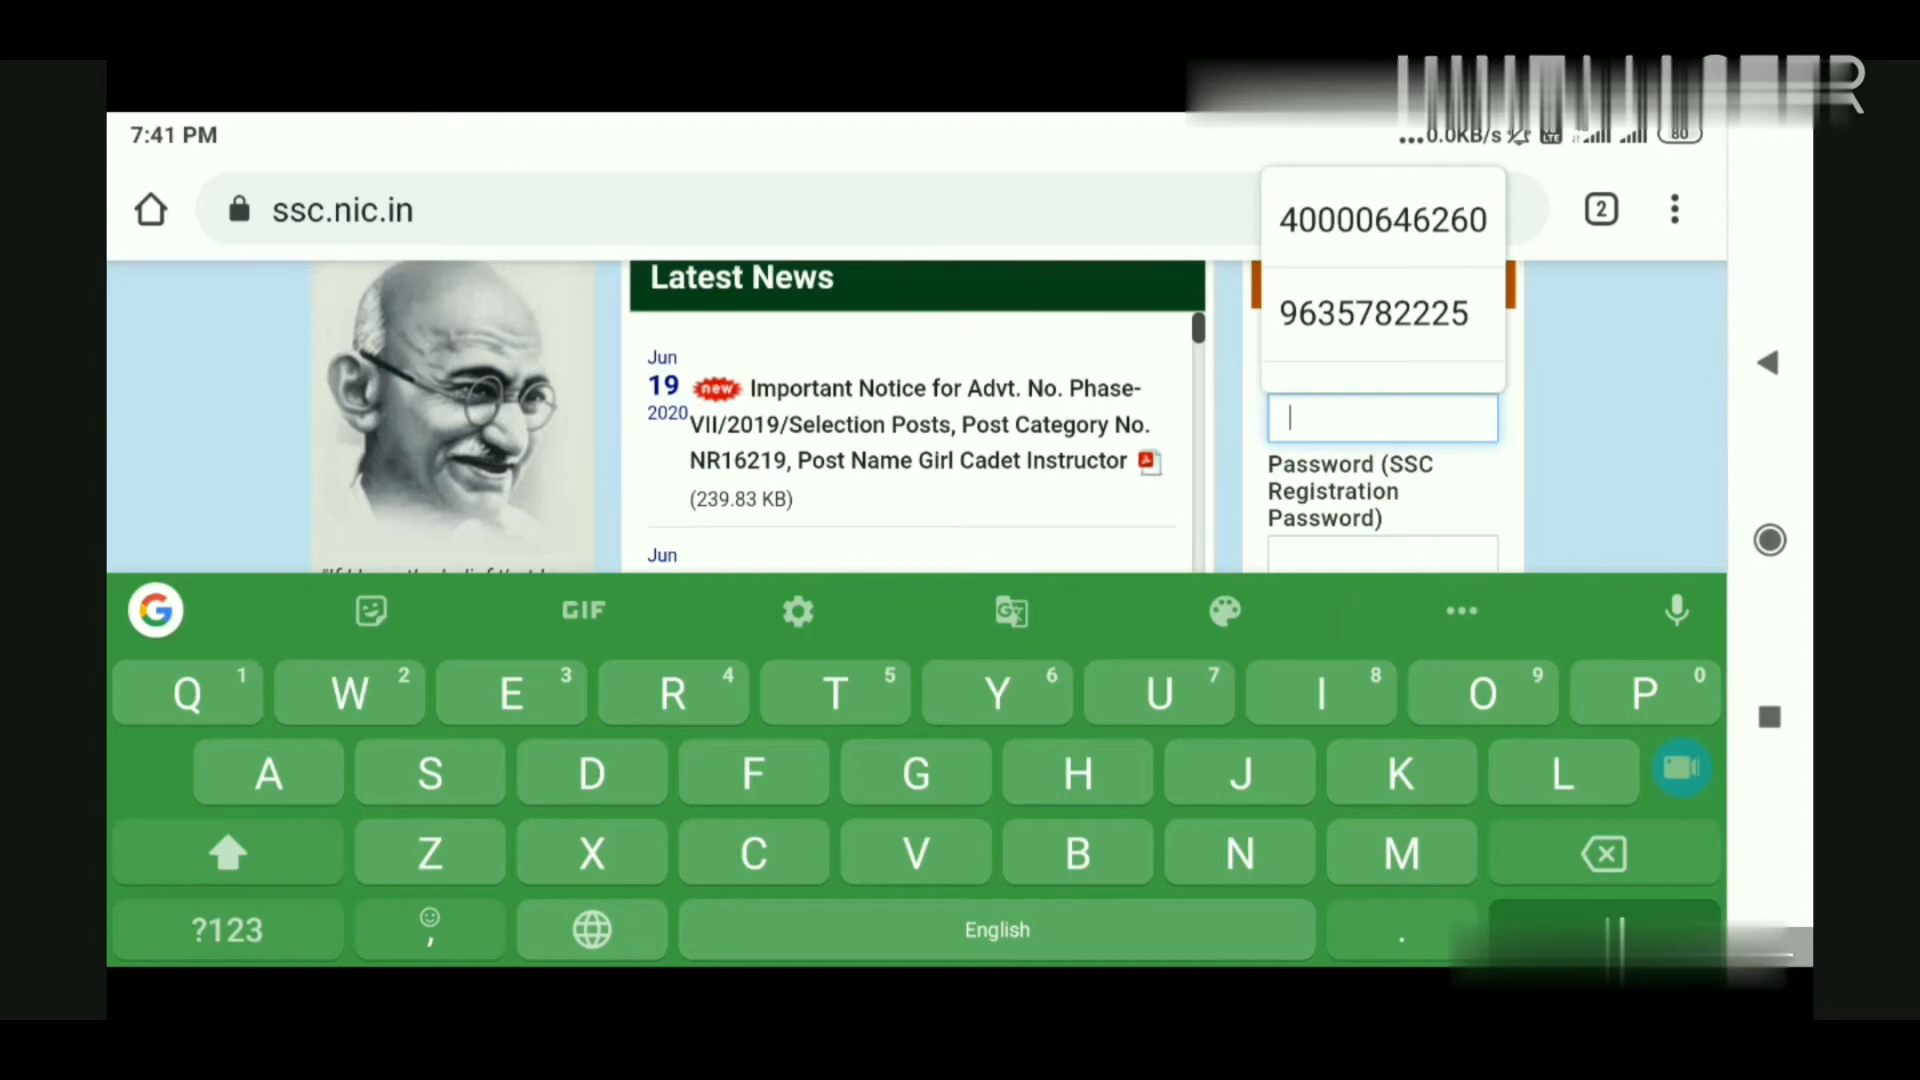 7:41 PM
...0.0KB/s
80
ssc.nic.in
2
40000646260
9635782225
Latest News
Jun
19
2020
new Important Notice for Advt. No. Phase-
VII/2019/Selection Posts, Post Category No.
NR16219, Post Name Girl Cadet Instructor
(239.83 KB)
Jun
Password (SSC
Registration
Password)
G
GIF
Q 1 W 2 E 3 R 4 T 5 Y 6 U 7 I 8 O 9 P 0
A S D F G H J K L
Z X C V B N M
?123 , English .